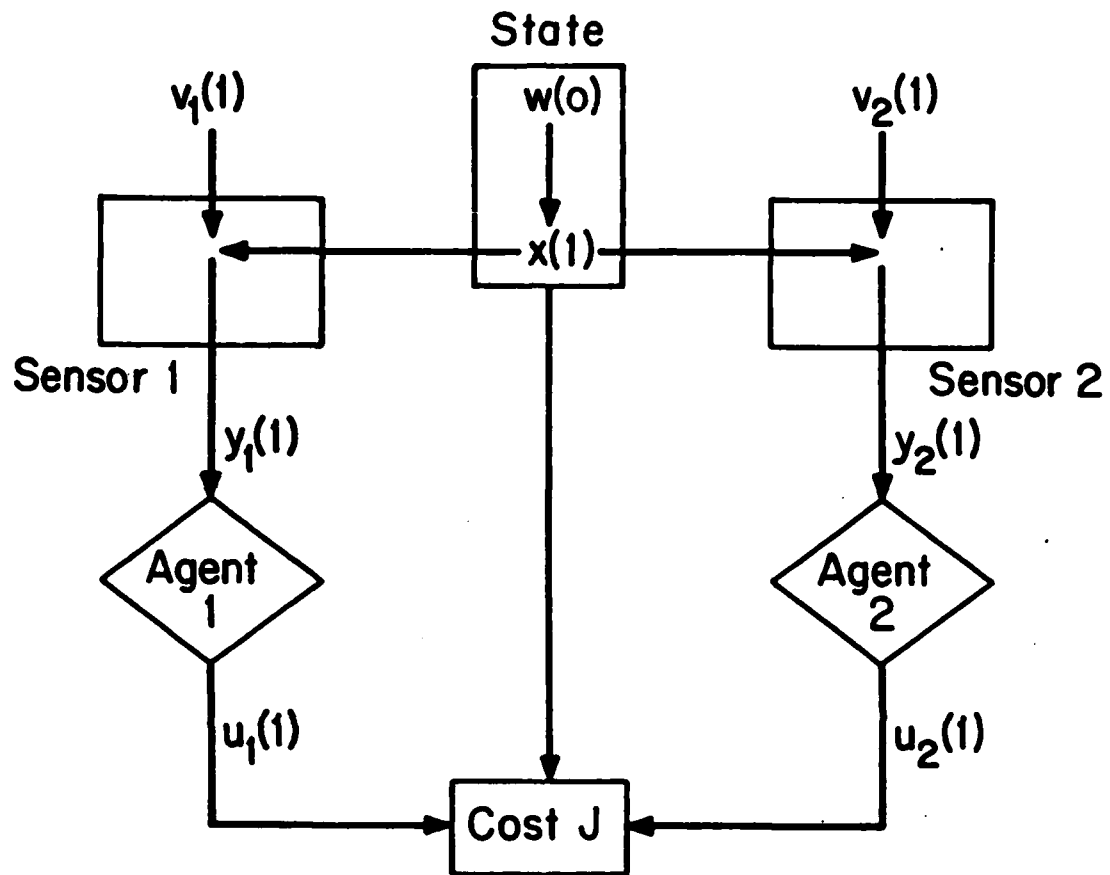 State
v₁(1)
w(0)
v₂(1)
x(1)
Sensor 1
Sensor 2
y₁(1)
y₂(1)
Agent
1
Agent
2
u₁(1)
u₂(1)
Cost J